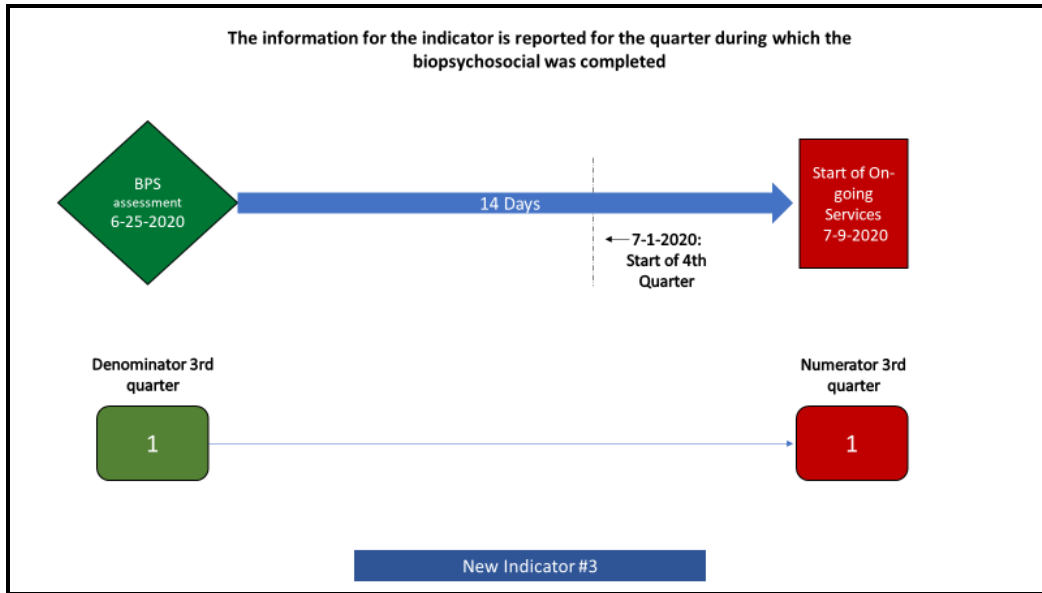 The information for the indicator is reported for the quarter during which the
biopsychosocial was completed
BPS
assessment
6-25-2020
14 Days
7-1-2020:
Start of 4th
Quarter
Start of On-
going
Services
7-9-2020
Denominator 3rd
quarter
Numerator 3rd
quarter
1
1
New Indicator #3